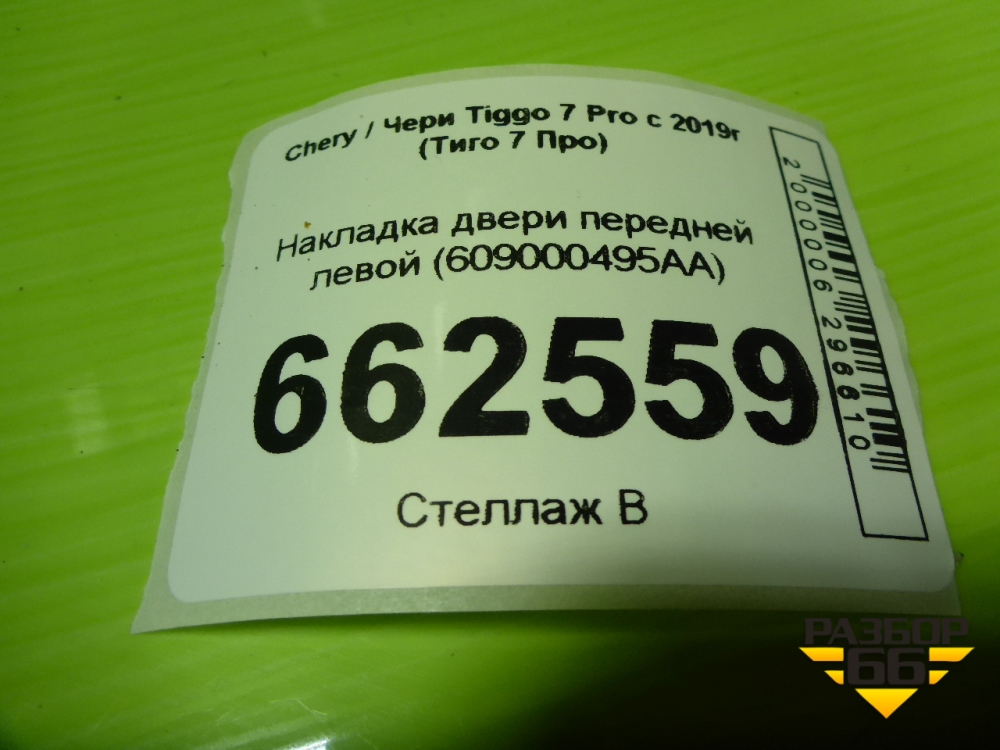 Chery / Чери Tiggo 7 Pro с 2019г
(Тиго 7 Про)
Накладка двери передней
левой (609000495AA)
662559
Стеллаж В
2000006296610
РАЗБОР
66